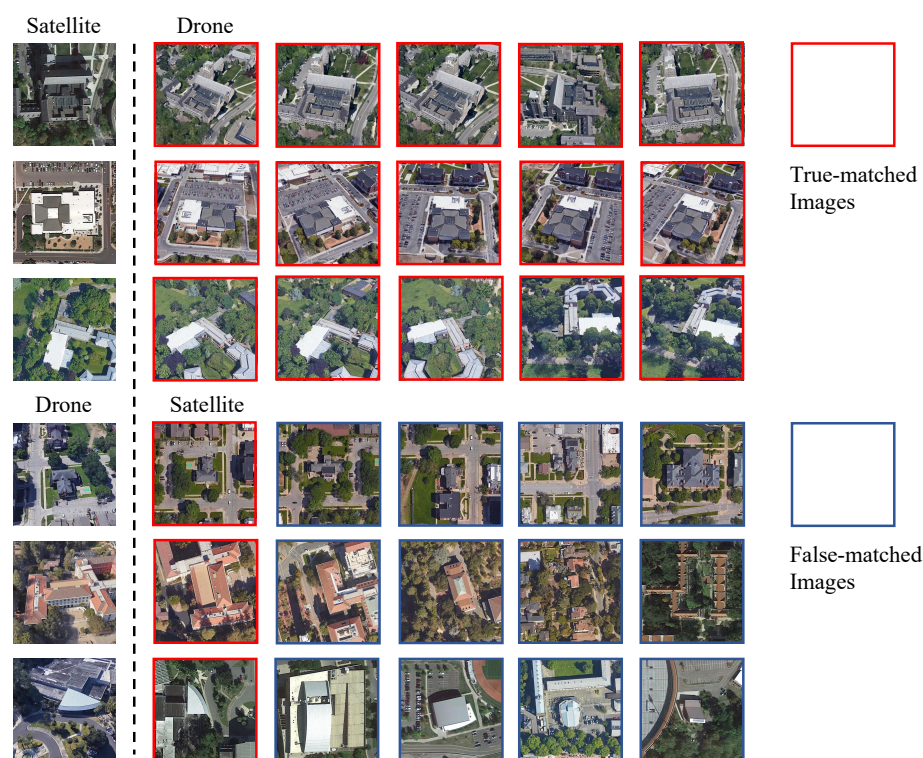 Satellite
Drone
True-matched
Images
Drone
Satellite
False-matched
Images